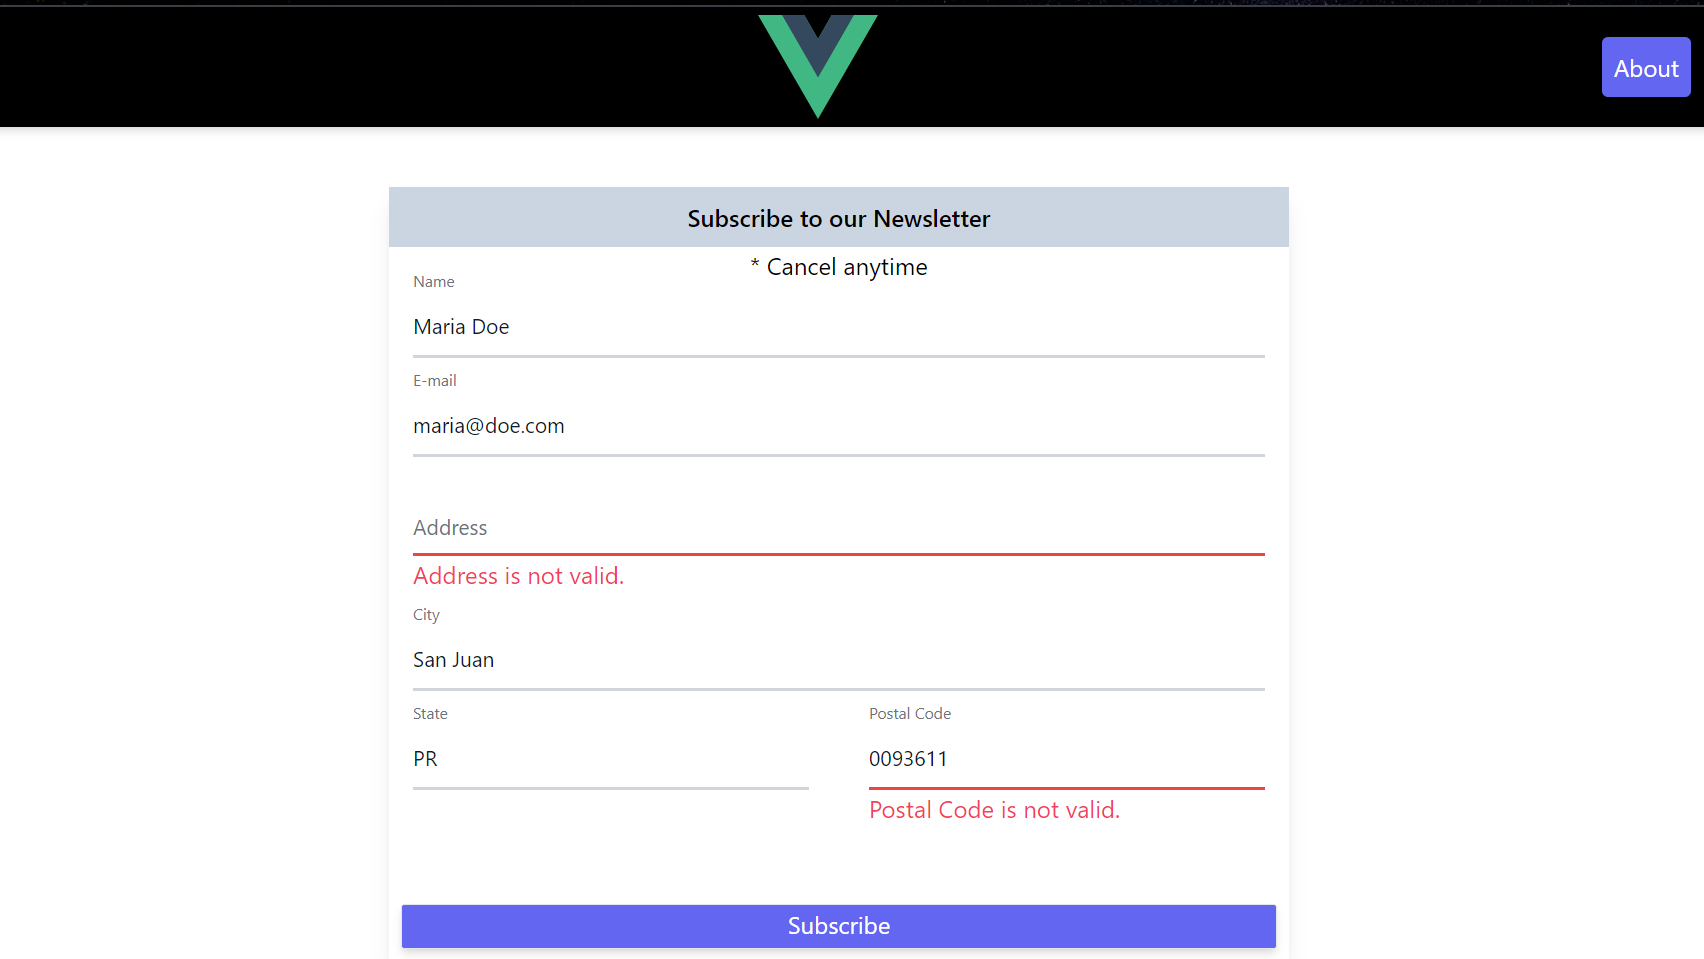 About
Subscribe to our Newsletter
* Cancel anytime
Name
Maria Doe
E-mail
maria@doe.com
Address
Address is not valid.
City
San Juan
State
Postal Code
PR
0093611
Postal Code is not valid.
Subscribe